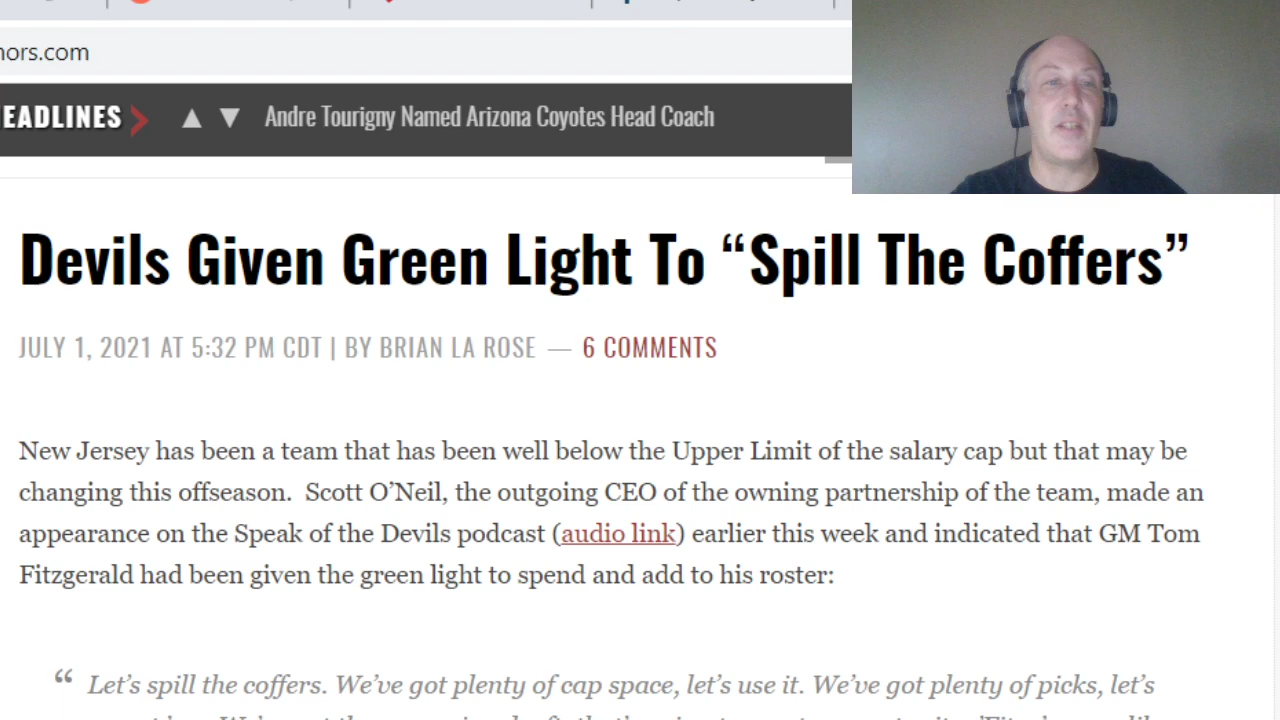 nors.com
EADLINES
Andre Tourigny Named Arizona Coyotes Head Coach
Devils Given Green Light To “Spill The Coffers”
JULY 1, 2021 AT 5:32 PM CDT | BY BRIAN LA ROSE — 6 COMMENTS
New Jersey has been a team that has been well below the Upper Limit of the salary cap but that may be
changing this offseason. Scott O’Neil, the outgoing CEO of the owning partnership of the team, made an
appearance on the Speak of the Devils podcast (audio link) earlier this week and indicated that GM Tom
Fitzgerald had been given the green light to spend and add to his roster:
“ Let’s spill the coffers. We’ve got plenty of cap space, let’s use it. We’ve got plenty of picks, let’s